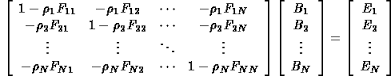 1 − ρ₁F₁₁ −ρ₁F₁₂ ⋯ −ρ₁F₁N B₁ E₁
−ρ₂F₂₁ 1 − ρ₂F₂₂ ⋯ −ρ₂F₂N B₂ = E₂
⋮ ⋮ ⋱ ⋮ ⋮ ⋮
−ρNFN₁ −ρNFN₂ ⋯ 1 − ρNFNN BN EN